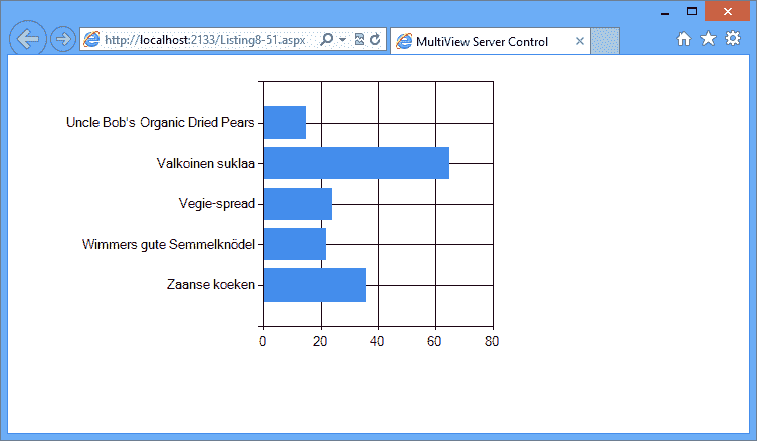 http://localhost:2133/Listing8-51.aspx
MultiView Server Control
Uncle Bob's Organic Dried Pears
Valkoinen suklaa
Vegie-spread
Wimmers gute Semmelknödel
Zaanse koeken
0 20 40 60 80